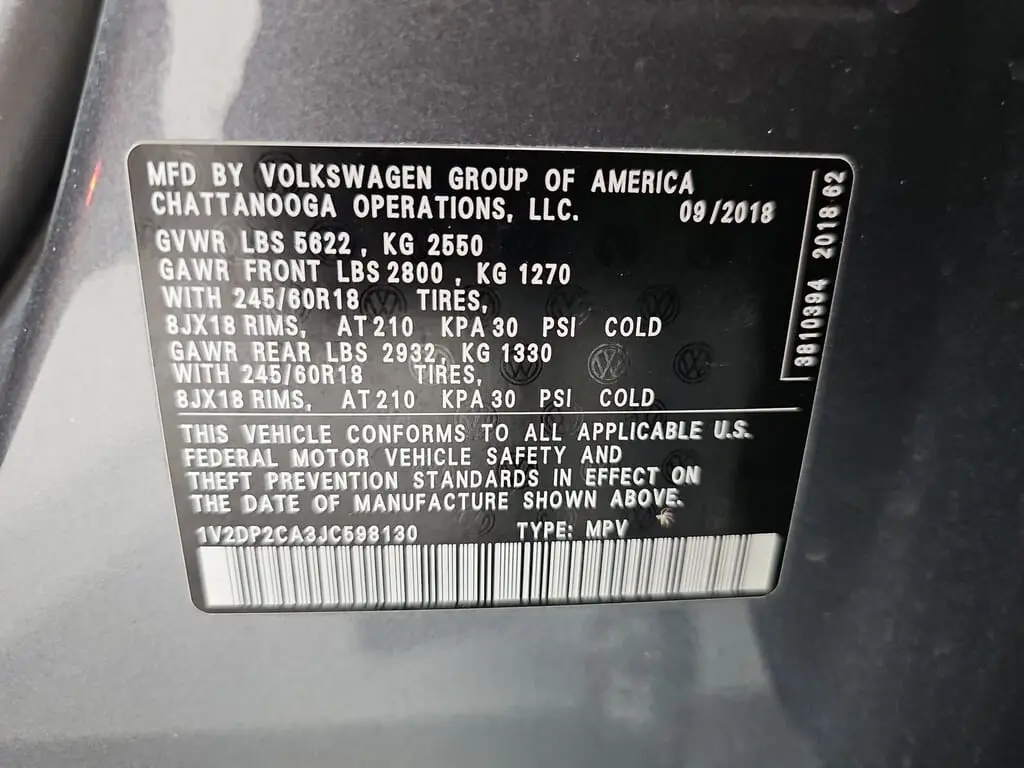 MFD BY VOLKSWAGEN GROUP OF AMERICA
CHATTANOOGA OPERATIONS, LLC. 09/2018
GVWR LBS 5622, KG 2550
GAWR FRONT LBS 2800, KG 1270
WITH 245/60R18 TIRES,
8JX18 RIMS, AT 210 KPA 30 PSI COLD
GAWR REAR LBS 2932, KG 1330
WITH 245/60R18 TIRES,
8JX18 RIMS, AT 210 KPA 30 PSI COLD
THIS VEHICLE CONFORMS TO ALL APPLICABLE U.S.
FEDERAL MOTOR VEHICLE SAFETY AND
THEFT PREVENTION STANDARDS IN EFFECT ON
THE DATE OF MANUFACTURE SHOWN ABOVE.
1V2DP2CA3JC598130 TYPE: MPV
3810394 2018 62